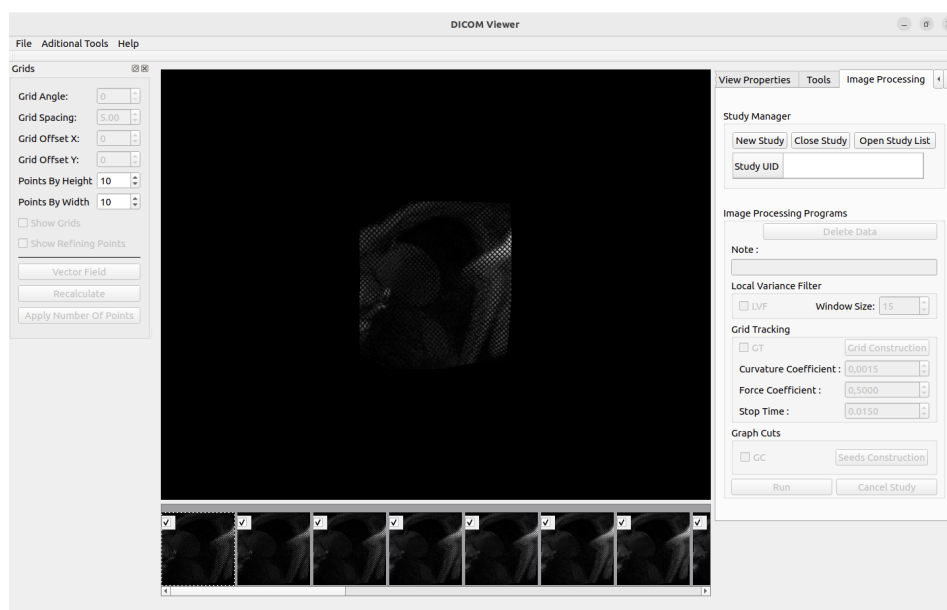 DICOM Viewer
File Aditional Tools Help
Grids
Grid Angle: 0
Grid Spacing: 5.00
Grid Offset X: 0
Grid Offset Y: 0
Points By Height 10
Points By Width 10
Show Grids
Show Refining Points
Vector Field
Recalculate
Apply Number Of Points
View Properties Tools Image Processing
Study Manager
New Study Close Study Open Study List
Study UID
Image Processing Programs
Delete Data
Note :
Local Variance Filter
LVF Window Size: 15
Grid Tracking
GT Grid Construction
Curvature Coefficient : 0,0015
Force Coefficient : 0,5000
Stop Time : 0.0150
Graph Cuts
GC Seeds Construction
Run Cancel Study